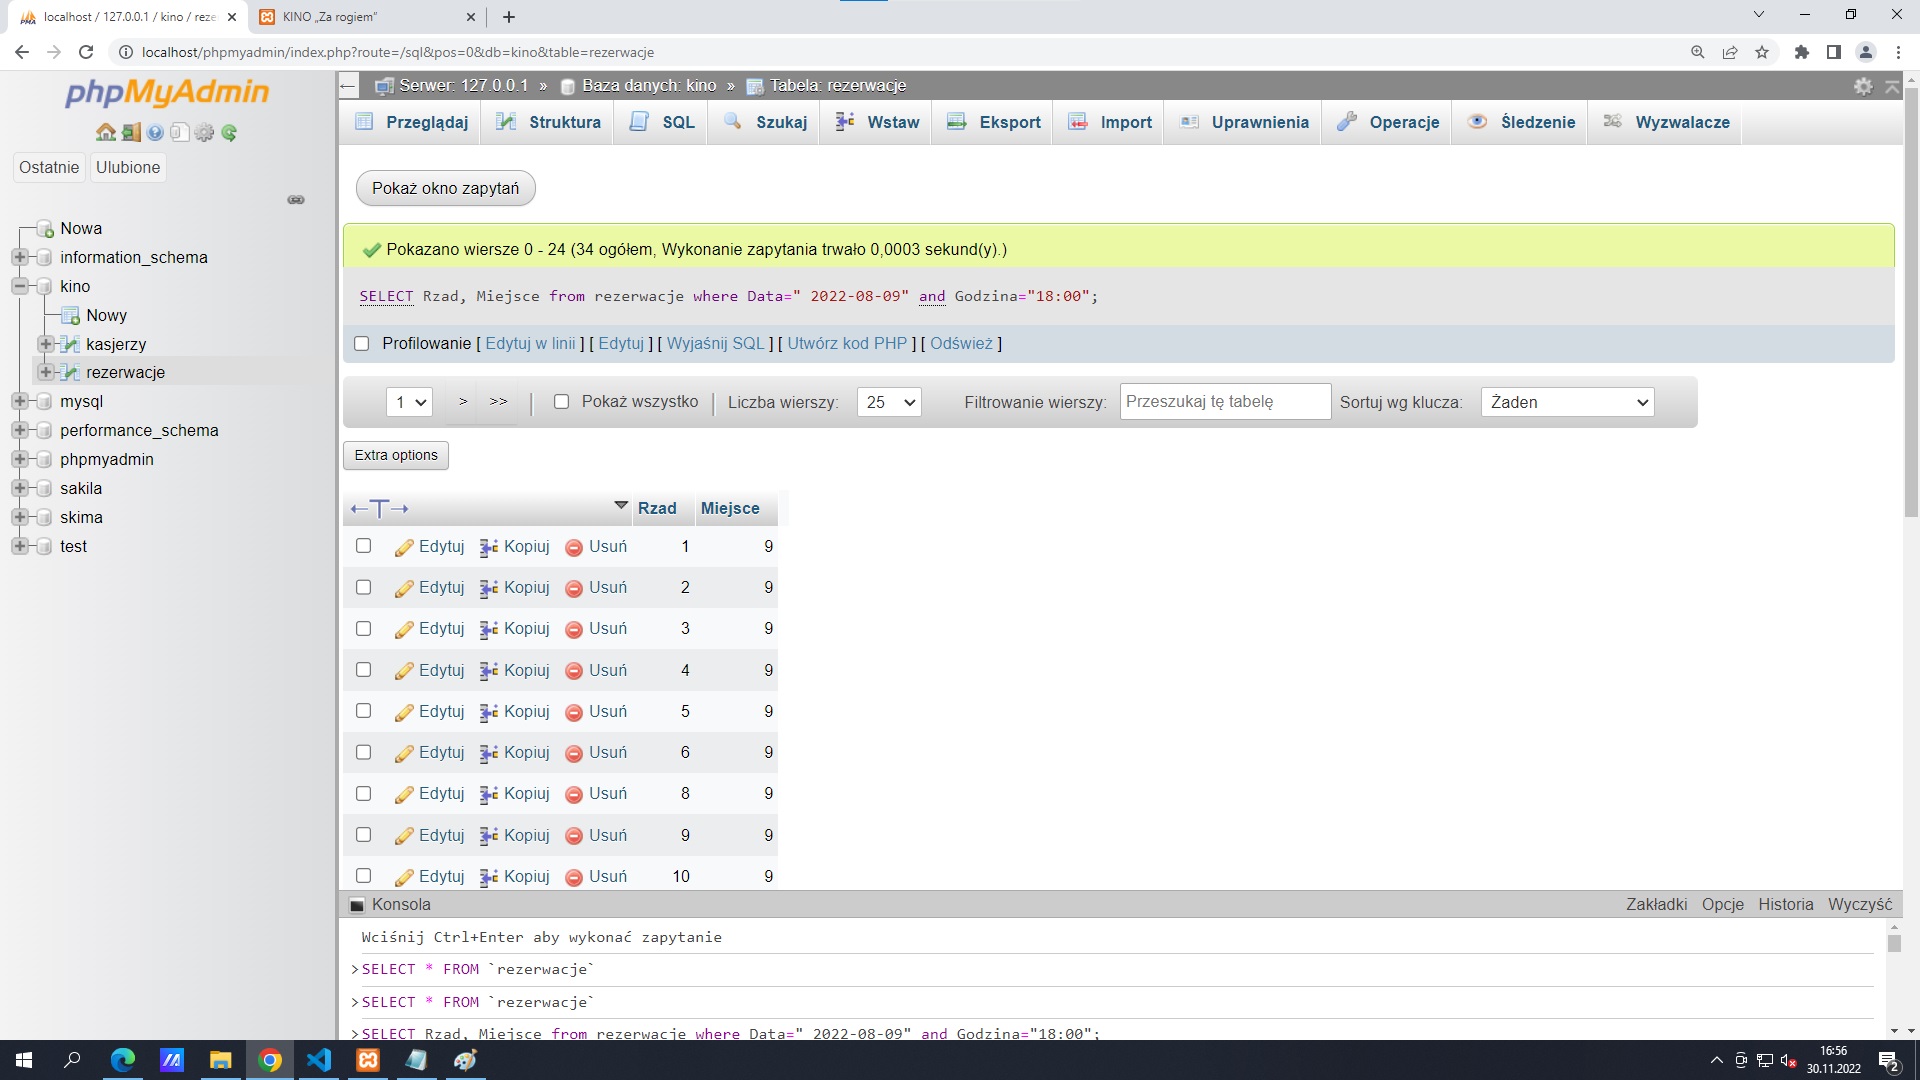 localhost / 127.0.0.1 / kino / reze
KINO „Za rogiem"
localhost/phpmyadmin/index.php?route=/sql&pos=0&db=kino&table=rezerwacje
phpMyAdmin
Ostatnie
Ulubione
Nowa
information_schema
kino
Nowy
kasjerzy
rezerwacje
mysql
performance_schema
phpmyadmin
sakila
skima
test
Serwer: 127.0.0.1 » Baza danych: kino » Tabela: rezerwacje
Przeglądaj Struktura SQL Szukaj Wstaw Eksport Import Uprawnienia Operacje Śledzenie Wyzwalacze
Pokaż okno zapytań
Pokazano wiersze 0 - 24 (34 ogółem, Wykonanie zapytania trwało 0,0003 sekund(y).)
SELECT Rzad, Miejsce from rezerwacje where Data=" 2022-08-09" and Godzina="18:00";
Profilowanie [ Edytuj w linii ] [ Edytuj ] [ Wyjaśnij SQL ] [ Utwórz kod PHP ] [ Odśwież ]
1 > >> | Pokaż wszystko | Liczba wierszy: 25 Filtrowanie wierszy: Przeszukaj tę tabelę Sortuj wg klucza: Żaden
Extra options
←T→ Rzad Miejsce
Edytuj Kopiuj Usuń 1 9
Edytuj Kopiuj Usuń 2 9
Edytuj Kopiuj Usuń 3 9
Edytuj Kopiuj Usuń 4 9
Edytuj Kopiuj Usuń 5 9
Edytuj Kopiuj Usuń 6 9
Edytuj Kopiuj Usuń 8 9
Edytuj Kopiuj Usuń 9 9
Edytuj Kopiuj Usuń 10 9
Konsola Zakładki Opcje Historia Wyczyść
Wciśnij Ctrl+Enter aby wykonać zapytanie
>SELECT * FROM `rezerwacje`
>SELECT * FROM `rezerwacje`
>SELECT Rzad, Miejsce from rezerwacje where Data=" 2022-08-09" and Godzina="18:00";
16:56
30.11.2022
2